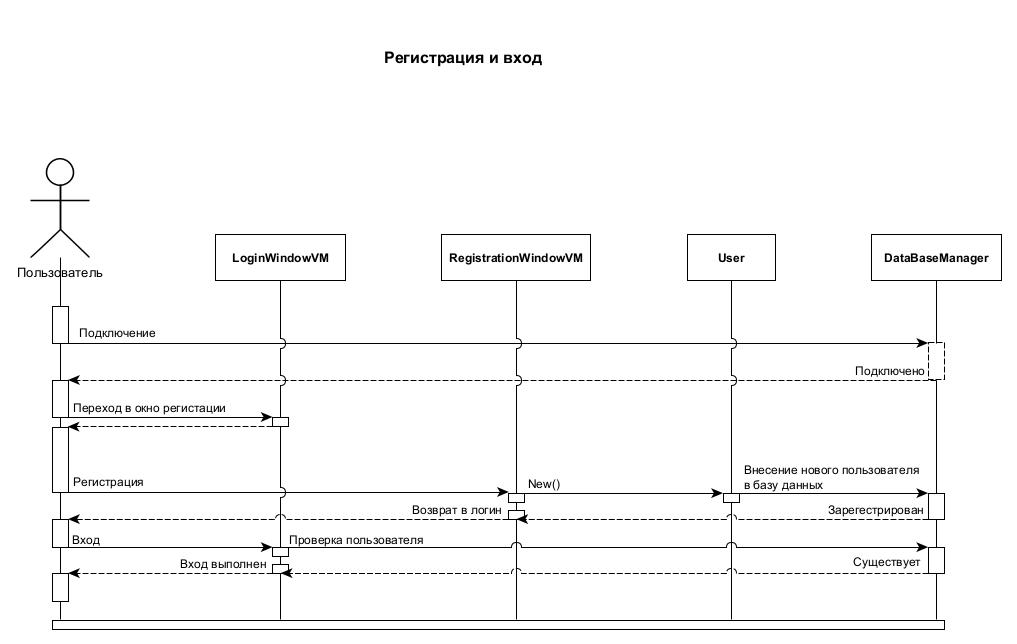 Регистрация и вход
Пользователь
LoginWindowVM
RegistrationWindowVM
User
DataBaseManager
Подключение
Подключено
Переход в окно регистации
Регистрация
New()
Внесение нового пользователя
в базу данных
Возврат в логин
Зарегестрирован
Вход
Проверка пользователя
Вход выполнен
Существует